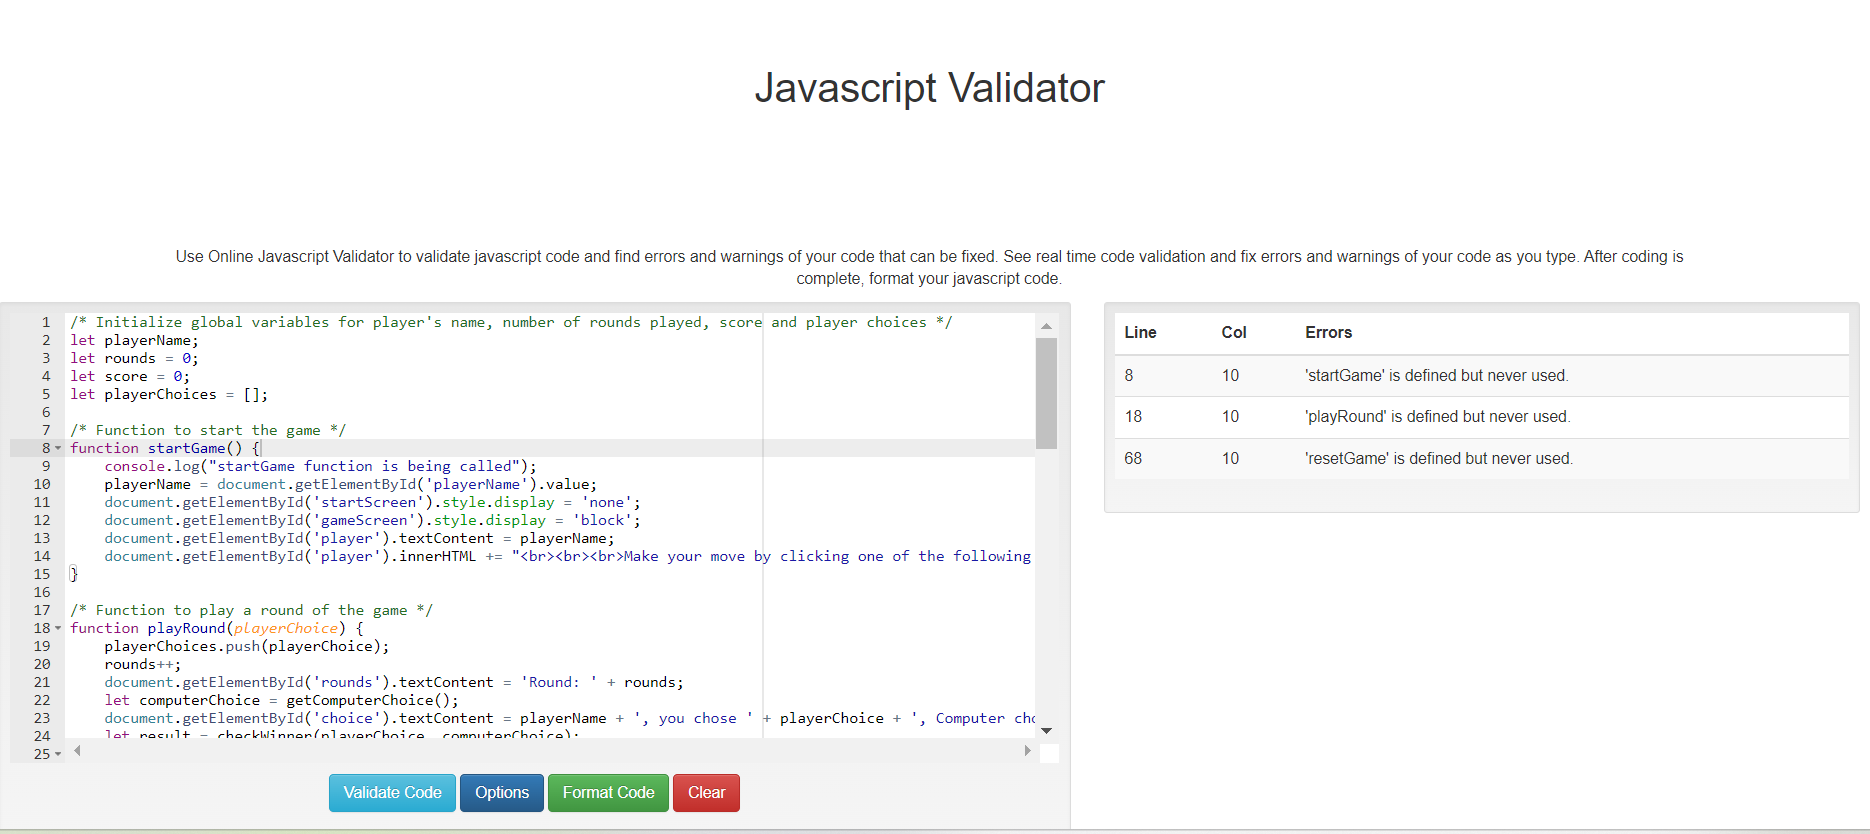 Javascript Validator
Use Online Javascript Validator to validate javascript code and find errors and warnings of your code that can be fixed. See real time code validation and fix errors and warnings of your code as you type. After coding is
complete, format your javascript code.
1 /* Initialize global variables for player's name, number of rounds played, score and player choices */
2 let playerName;
3 let rounds = 0;
4 let score = 0;
5 let playerChoices = [];
6
7 /* Function to start the game */
8 function startGame() {
9 console.log("startGame function is being called");
10 playerName = document.getElementById('playerName').value;
11 document.getElementById('startScreen').style.display = 'none';
12 document.getElementById('gameScreen').style.display = 'block';
13 document.getElementById('player').textContent = playerName;
14 document.getElementById('player').innerHTML += "<br><br><br>Make your move by clicking one of the following
15 }
16
17 /* Function to play a round of the game */
18 function playRound(playerChoice) {
19 playerChoices.push(playerChoice);
20 rounds++;
21 document.getElementById('rounds').textContent = 'Round: ' + rounds;
22 let computerChoice = getComputerChoice();
23 document.getElementById('choice').textContent = playerName + ', you chose ' + playerChoice + ', Computer cho
24 let result = checkWinner(playerChoice, computerChoice);
25
Validate Code Options Format Code Clear
Line Col Errors
8 10 'startGame' is defined but never used.
18 10 'playRound' is defined but never used.
68 10 'resetGame' is defined but never used.